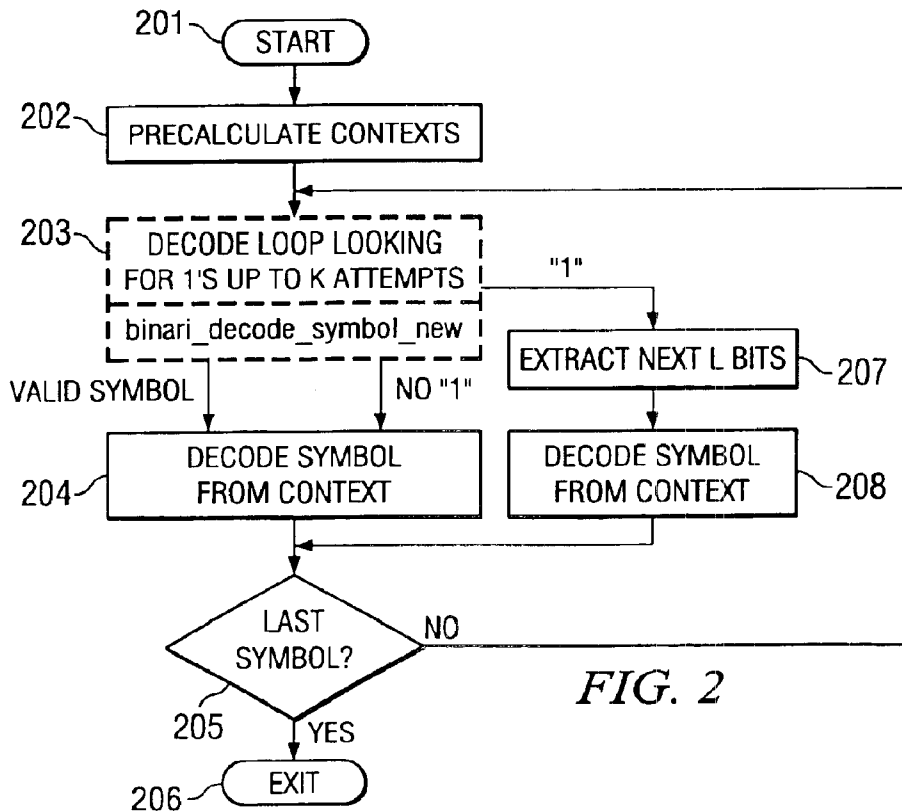 201
START
202
PRECALCULATE CONTEXTS
203
DECODE LOOP LOOKING
FOR 1'S UP TO K ATTEMPTS
"1"
binari_decode_symbol_new
EXTRACT NEXT L BITS
207
VALID SYMBOL
NO "1"
DECODE SYMBOL
FROM CONTEXT
204
DECODE SYMBOL
FROM CONTEXT
208
LAST
SYMBOL?
NO
205
FIG. 2
YES
206
EXIT